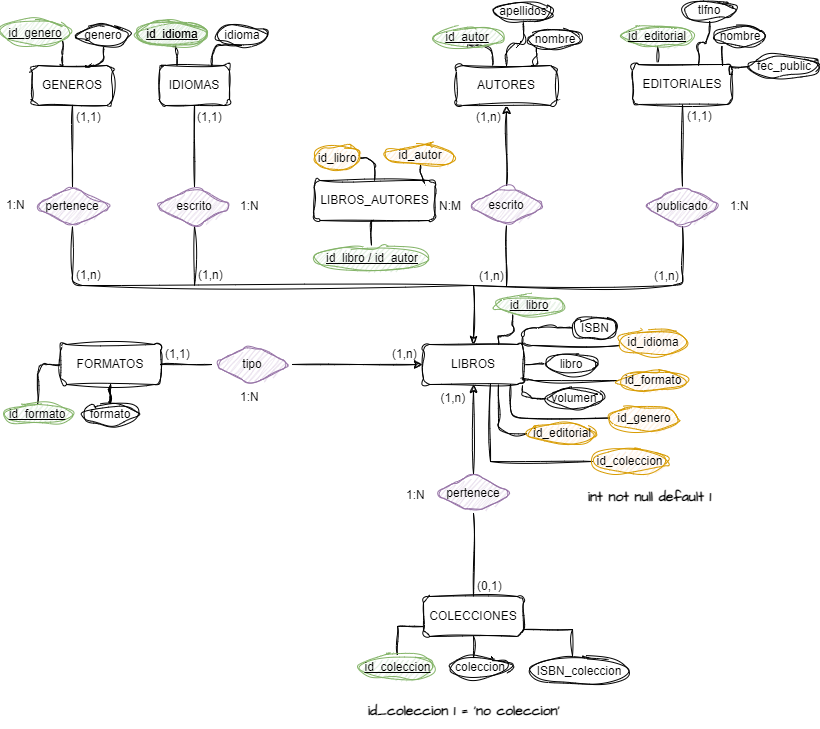 apellidos
tlfno
id_genero
genero
id_idioma
idioma
id_autor
nombre
id_editorial
nombre
fec_public
GENEROS
IDIOMAS
AUTORES
EDITORIALES
(1,1)
(1,1)
(1,n)
(1,1)
id_libro
id_autor
LIBROS_AUTORES
1:N
pertenece
escrito
1:N
N:M
escrito
publicado
1:N
id_libro / id_autor
(1,n)
(1,n)
(1,n)
(1,n)
id_libro
ISBN
id_idioma
FORMATOS
(1,1)
tipo
(1,n)
LIBROS
libro
id_formato
1:N
(1,n)
volumen
id_formato
formato
id_genero
id_editorial
id_coleccion
1:N
pertenece
int not null default 1
(0,1)
COLECCIONES
id_coleccion
coleccion
ISBN_coleccion
id_coleccion 1 = 'no coleccion'